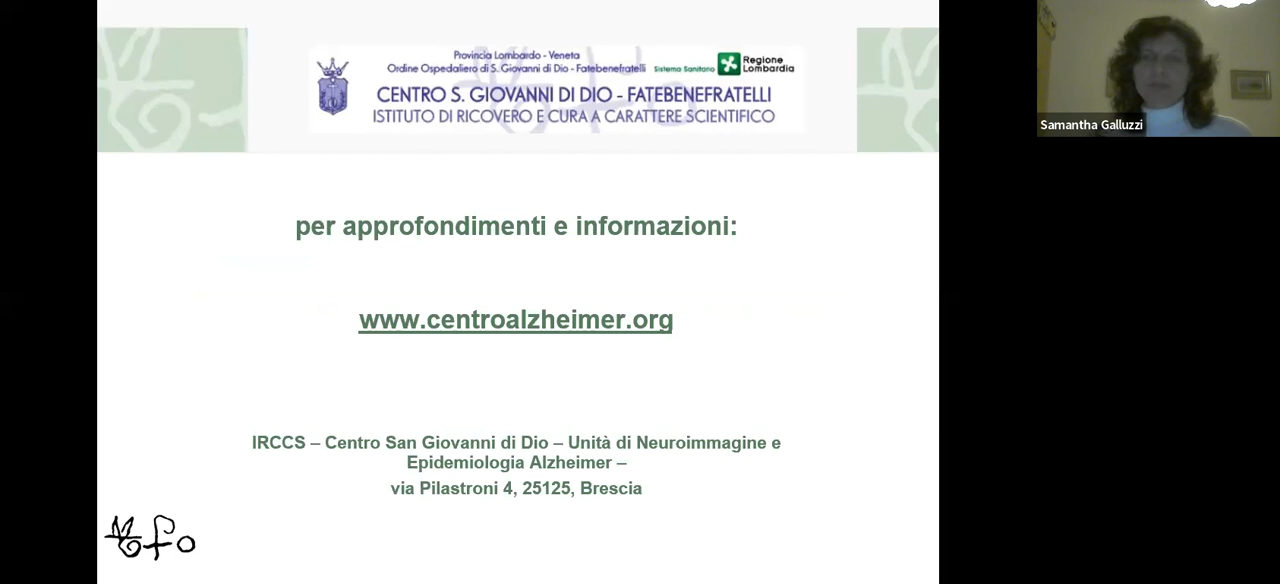 Provincia Lombardo - Veneta
Ordine Ospedaliero di S. Giovanni di Dio - Fatebenefratelli
Sistema Sanitario
Regione
Lombardia
CENTRO S. GIOVANNI DI DIO - FATEBENEFRATELLI
ISTITUTO DI RICOVERO E CURA A CARATTERE SCIENTIFICO
Samantha Galluzzi
per approfondimenti e informazioni:
www.centroalzheimer.org
IRCCS – Centro San Giovanni di Dio – Unità di Neuroimmagine e
Epidemiologia Alzheimer –
via Pilastroni 4, 25125, Brescia